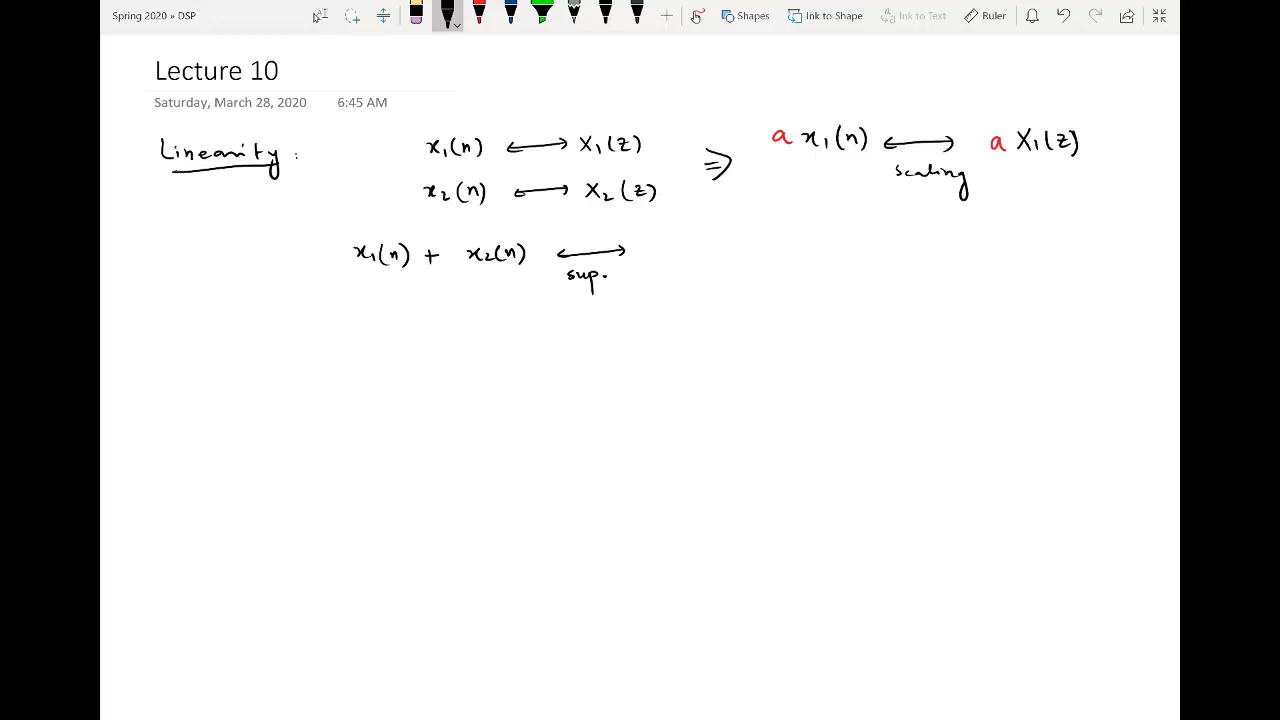 Spring 2020 » DSP
Shapes
Ink to Shape
Ink to Text
Ruler
Lecture 10
Saturday, March 28, 2020 6:45 AM
Linearity :
x₁(n) ⟷ X₁(z)
x₂(n) ⟷ X₂(z)
⇒ a x₁(n) ⟷ a X₁(z)
scaling
x₁(n) + x₂(n) ⟷
sup.